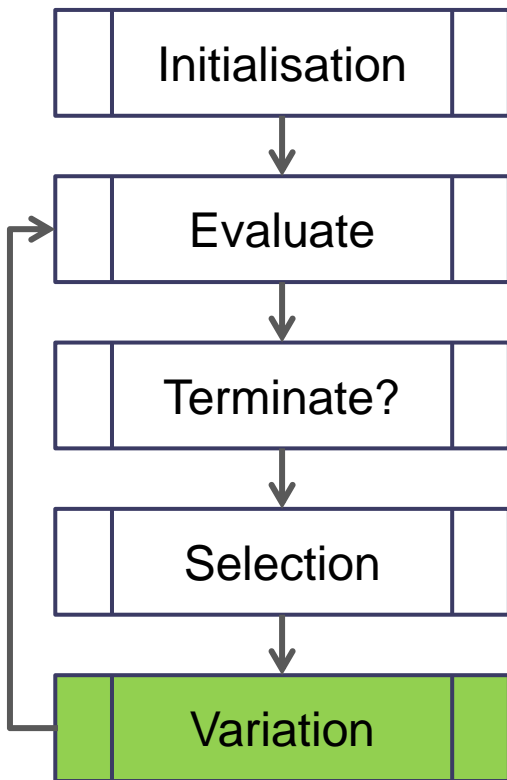 Initialisation
Evaluate
Terminate?
Selection
Variation